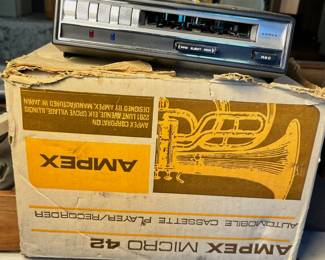 AMPEX
AMPEX MICRO 42
AUTOMOBILE CASSETTE PLAYER/RECORDER
AMPEX
AMPEX CORPORATION
2201 LUNT AVENUE, ELK GROVE VILLAGE, ILLINOIS
DESIGNED BY AMPEX, MANUFACTURED IN JAPAN